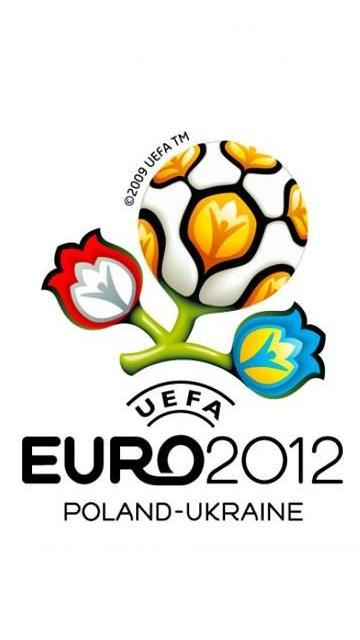 ©2009 UEFA TM
UEFA
EURO2012
POLAND-UKRAINE